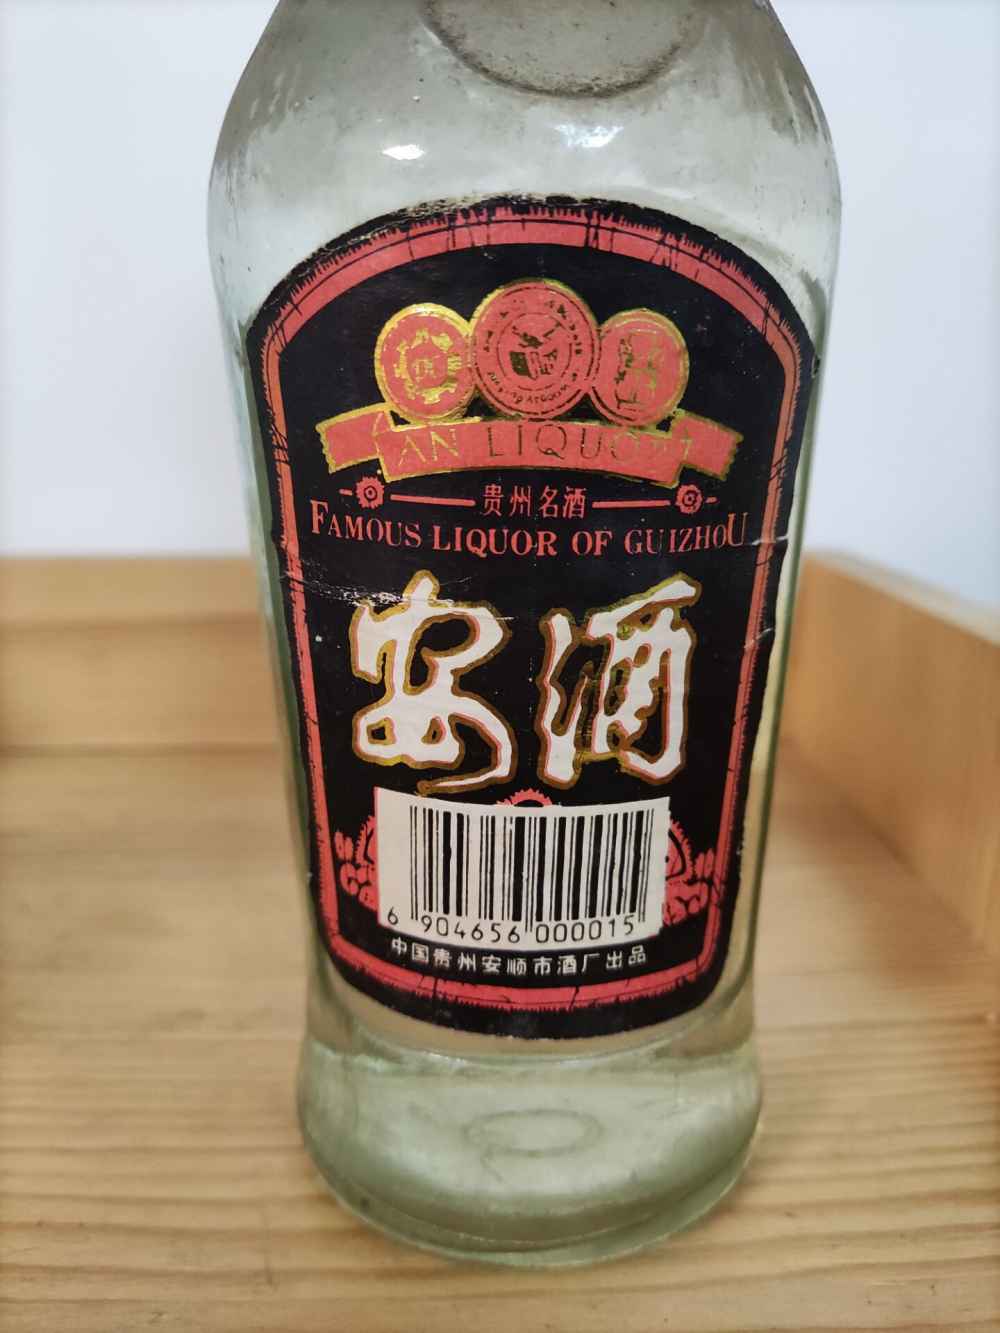 AN LIQUOR
贵州名酒
FAMOUS LIQUOR OF GUIZHOU
安酒
6 904656 000015
中国贵州安顺市酒厂出品